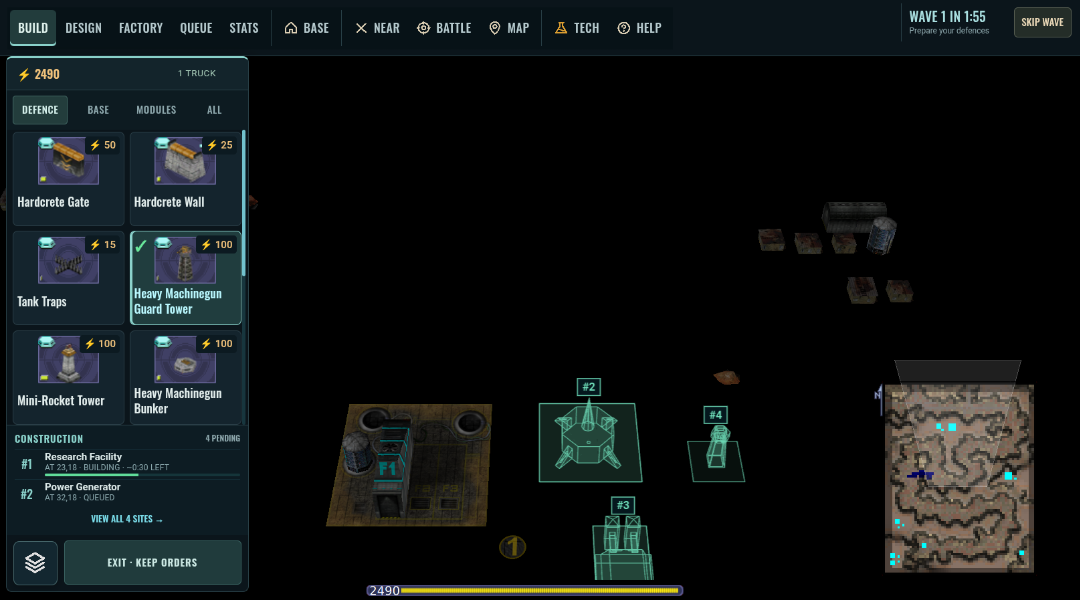 BUILD DESIGN FACTORY QUEUE STATS BASE NEAR BATTLE MAP TECH HELP
WAVE 1 IN 1:55
Prepare your defences
SKIP WAVE
2490
1 TRUCK
DEFENCE BASE MODULES ALL
50
25
Hardcrete Gate
Hardcrete Wall
15
100
Tank Traps
Heavy Machinegun
Guard Tower
100
100
Mini-Rocket Tower
Heavy Machinegun
Bunker
CONSTRUCTION
4 PENDING
#1
Research Facility
AT 23,18 · BUILDING · ~0:30 LEFT
#2
Power Generator
AT 32,18 · QUEUED
VIEW ALL 4 SITES →
EXIT · KEEP ORDERS
#2
#4
F1
#3
1
N
2490